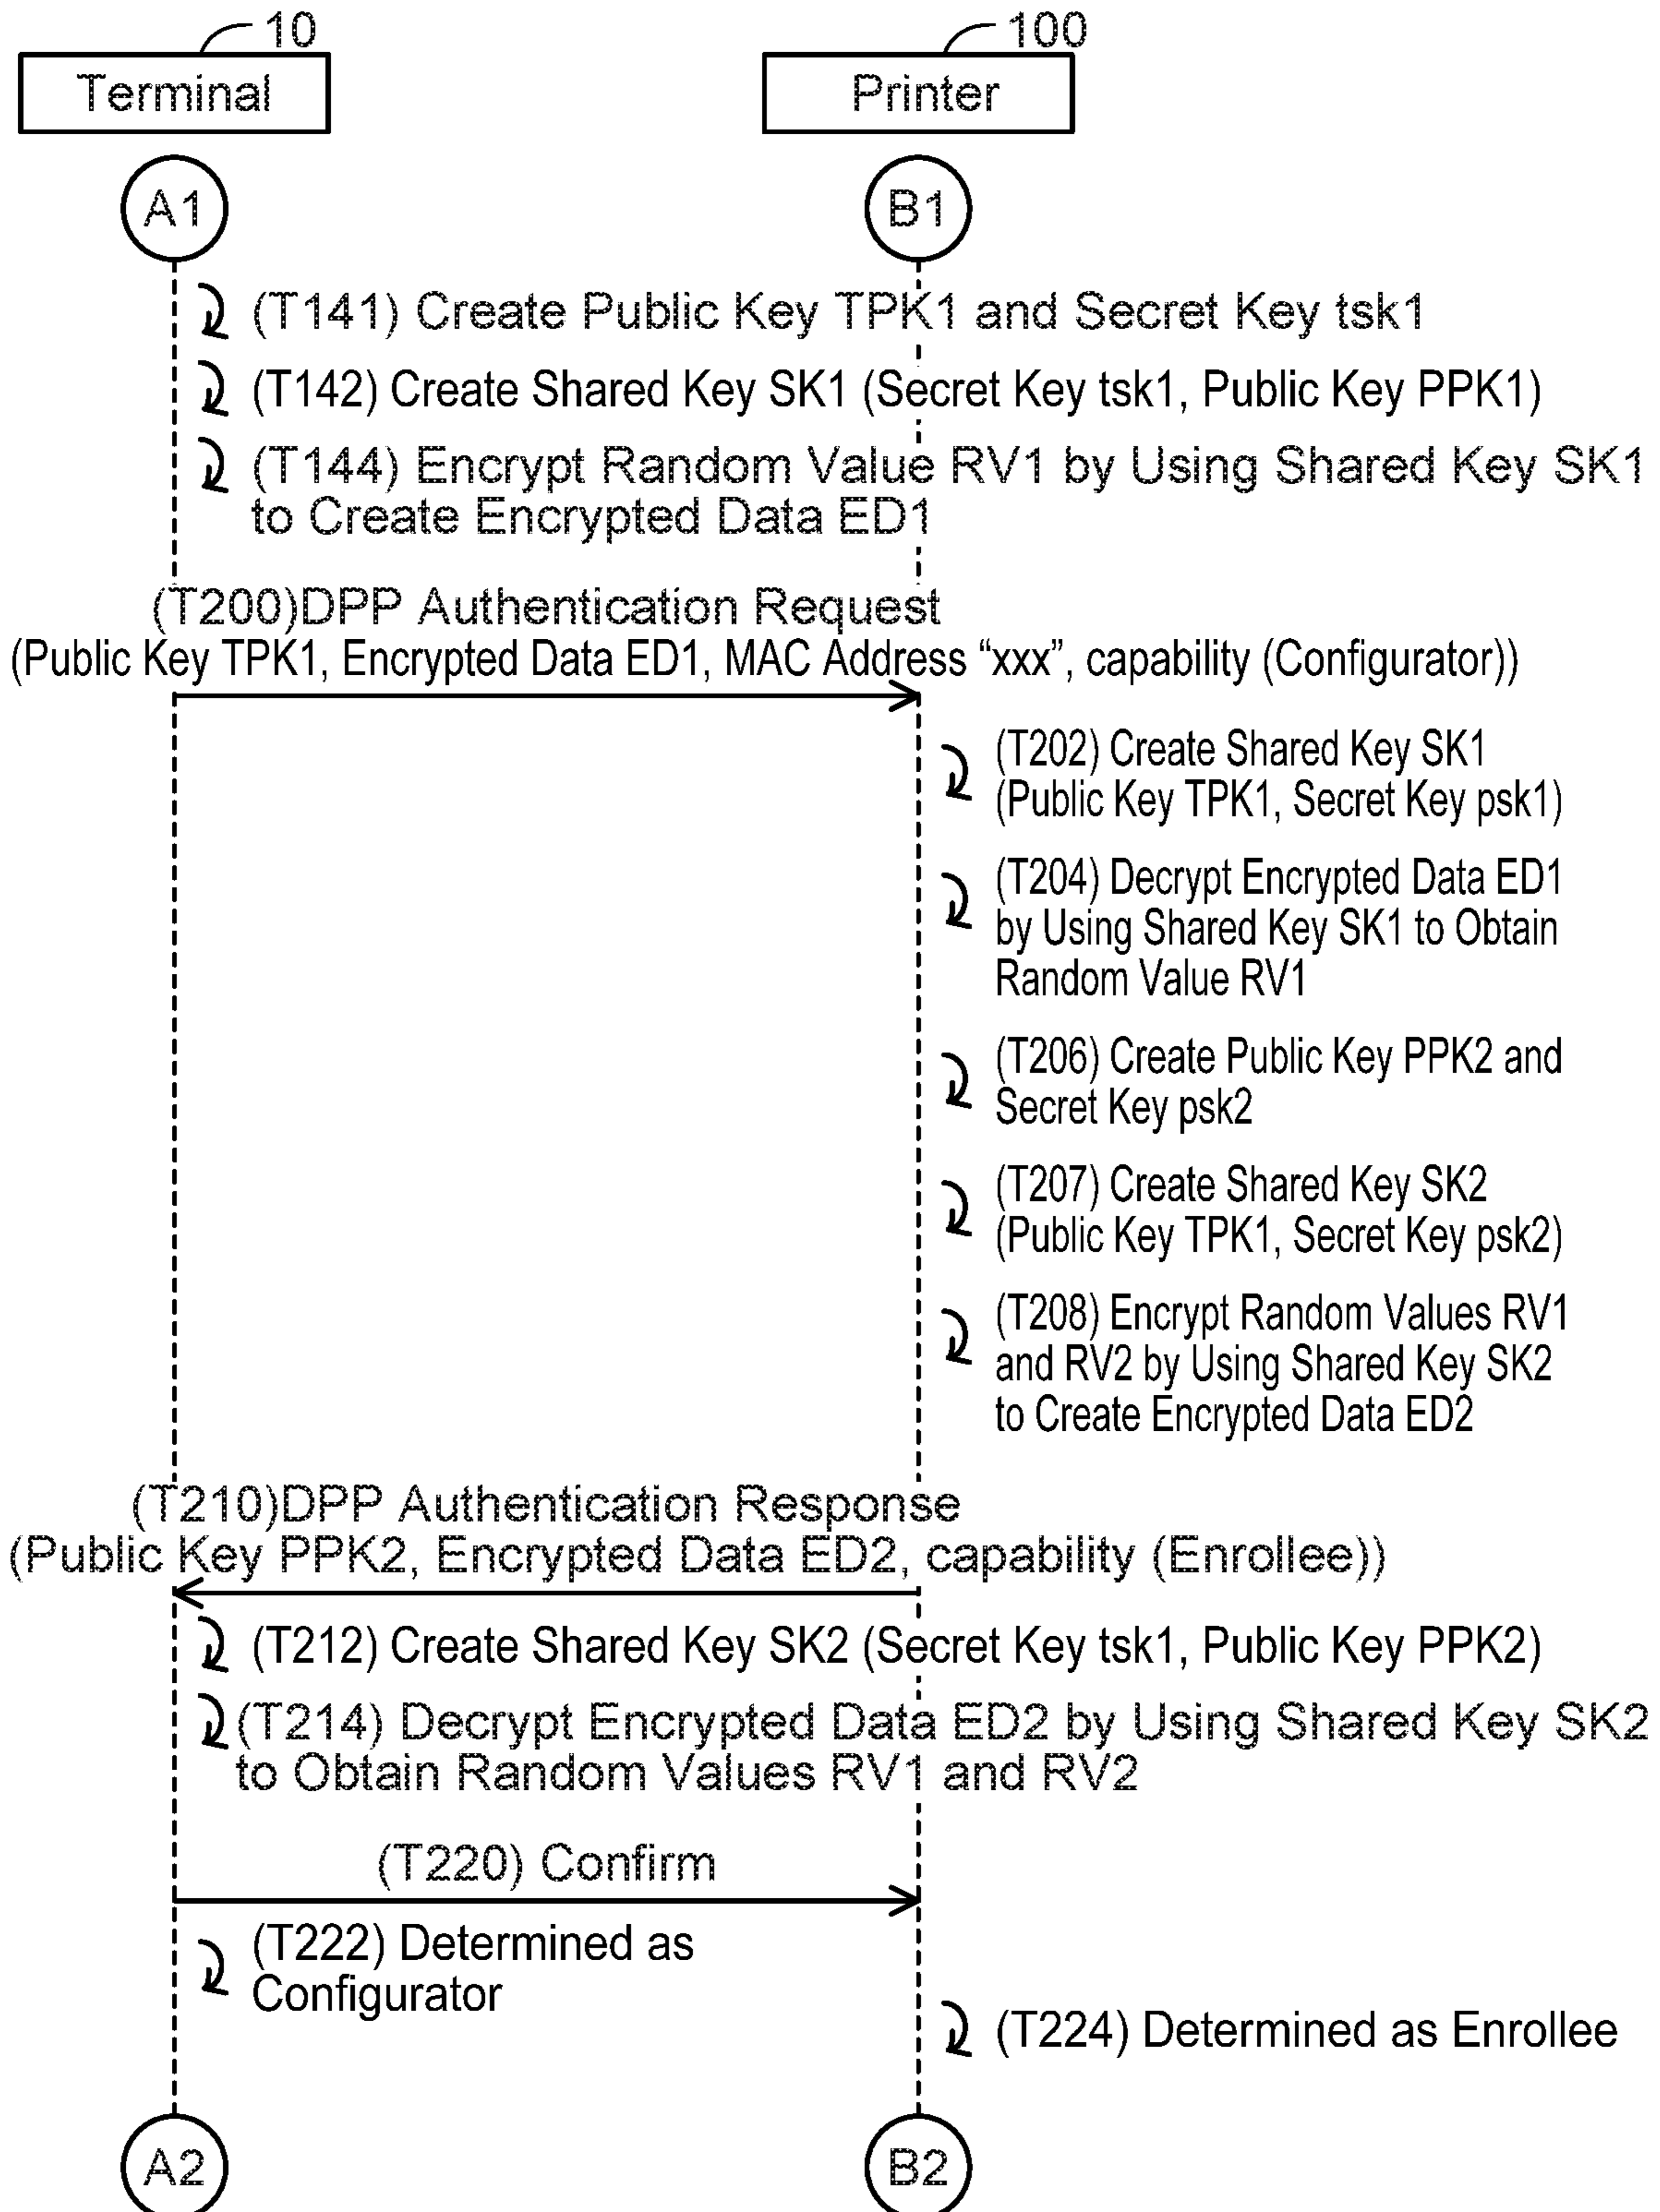 10
100
Terminal
Printer
A1
B1
(T141) Create Public Key TPK1 and Secret Key tsk1
(T142) Create Shared Key SK1 (Secret Key tsk1, Public Key PPK1)
(T144) Encrypt Random Value RV1 by Using Shared Key SK1
to Create Encrypted Data ED1
(T200)DPP Authentication Request
(Public Key TPK1, Encrypted Data ED1, MAC Address “xxx”, capability (Configurator))
(T202) Create Shared Key SK1
(Public Key TPK1, Secret Key psk1)
(T204) Decrypt Encrypted Data ED1
by Using Shared Key SK1 to Obtain
Random Value RV1
(T206) Create Public Key PPK2 and
Secret Key psk2
(T207) Create Shared Key SK2
(Public Key TPK1, Secret Key psk2)
(T208) Encrypt Random Values RV1
and RV2 by Using Shared Key SK2
to Create Encrypted Data ED2
(T210)DPP Authentication Response
(Public Key PPK2, Encrypted Data ED2, capability (Enrollee))
(T212) Create Shared Key SK2 (Secret Key tsk1, Public Key PPK2)
(T214) Decrypt Encrypted Data ED2 by Using Shared Key SK2
to Obtain Random Values RV1 and RV2
(T220) Confirm
(T222) Determined as
Configurator
(T224) Determined as Enrollee
A2
B2